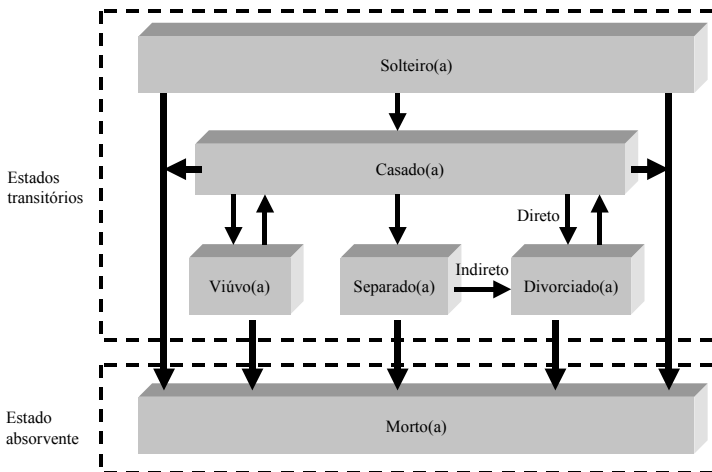 Solteiro(a)
Casado(a)
Estados
transitórios
Direto
Viúvo(a)
Separado(a)
Indireto
Divorciado(a)
Estado
absorvente
Morto(a)